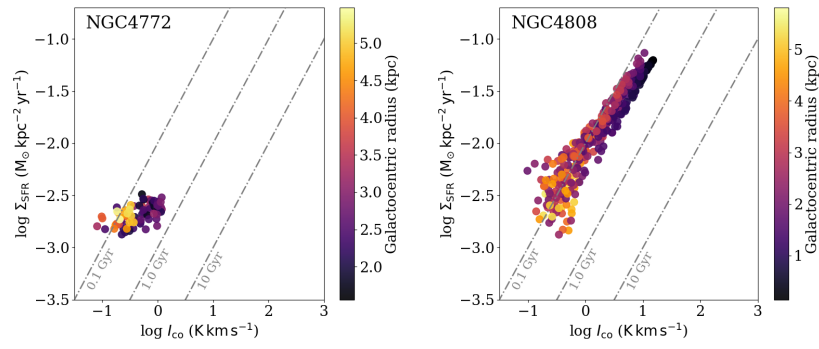 NGC4772
−1.0
−1.5
−2.0
−2.5
−3.0
−3.5
log Σ_SFR (M⊙ kpc⁻² yr⁻¹)
0.1 Gyr
1.0 Gyr
10 Gyr
−1
0
1
2
3
log I_co (K km s⁻¹)
5.0
4.5
4.0
3.5
3.0
2.5
2.0
Galactocentric radius (kpc)
NGC4808
−1.0
−1.5
−2.0
−2.5
−3.0
−3.5
log Σ_SFR (M⊙ kpc⁻² yr⁻¹)
0.1 Gyr
1.0 Gyr
10 Gyr
−1
0
1
2
3
log I_co (K km s⁻¹)
5
4
3
2
1
Galactocentric radius (kpc)